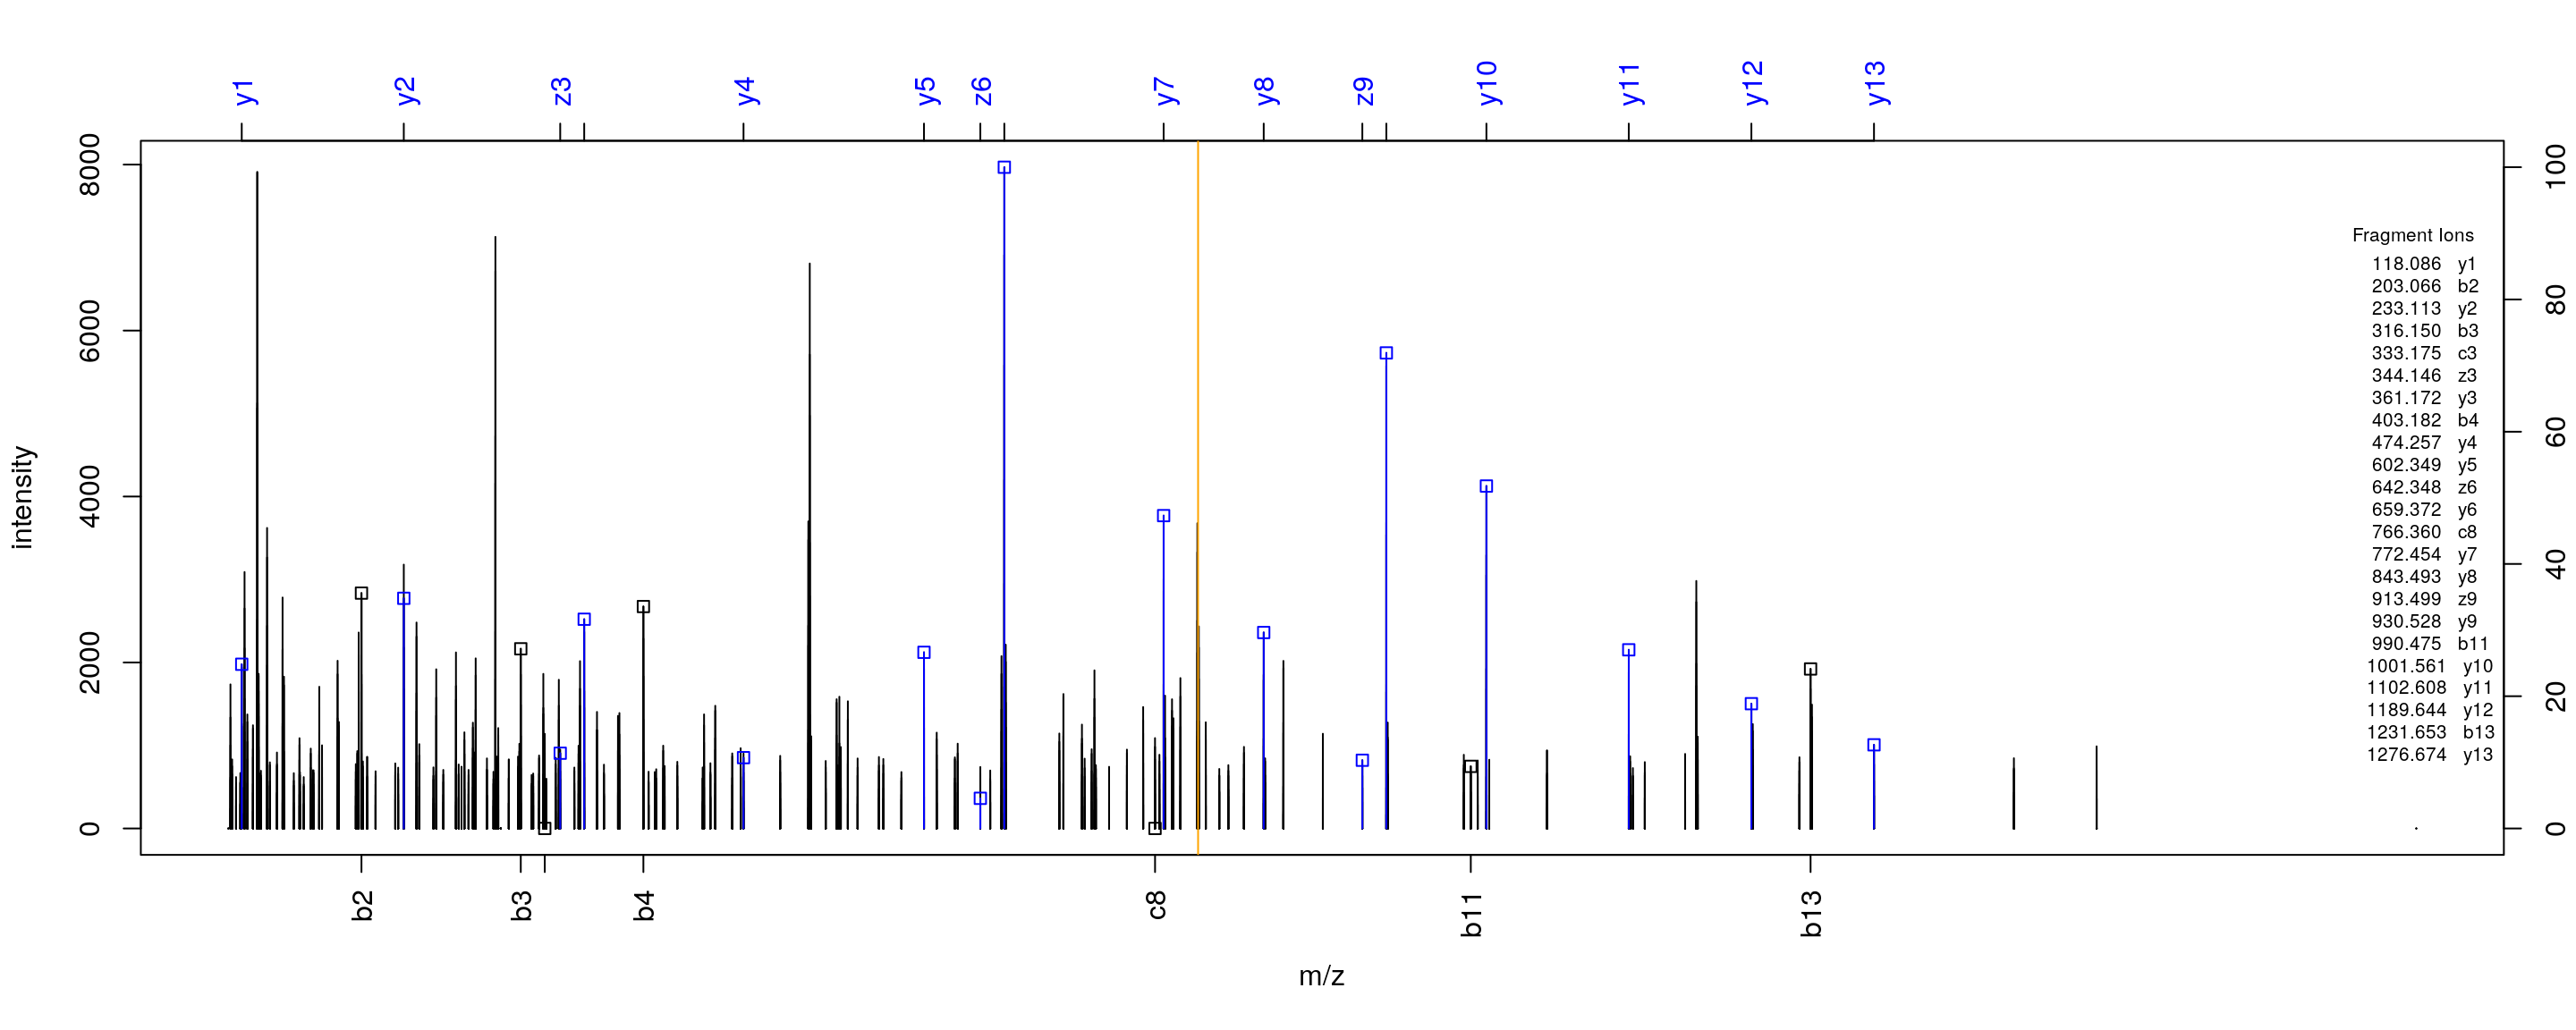 y1 y2 z3 y4 y5 z6 y7 y8 z9 y10 y11 y12 y13
8000
6000
4000
2000
0
intensity
100
80
60
40
20
0
Fragment Ions
118.086 y1
203.066 b2
233.113 y2
316.150 b3
333.175 c3
344.146 z3
361.172 y3
403.182 b4
474.257 y4
602.349 y5
642.348 z6
659.372 y6
766.360 c8
772.454 y7
843.493 y8
913.499 z9
930.528 y9
990.475 b11
1001.561 y10
1102.608 y11
1189.644 y12
1231.653 b13
1276.674 y13
b2 b3 b4 c8 b11 b13
m/z